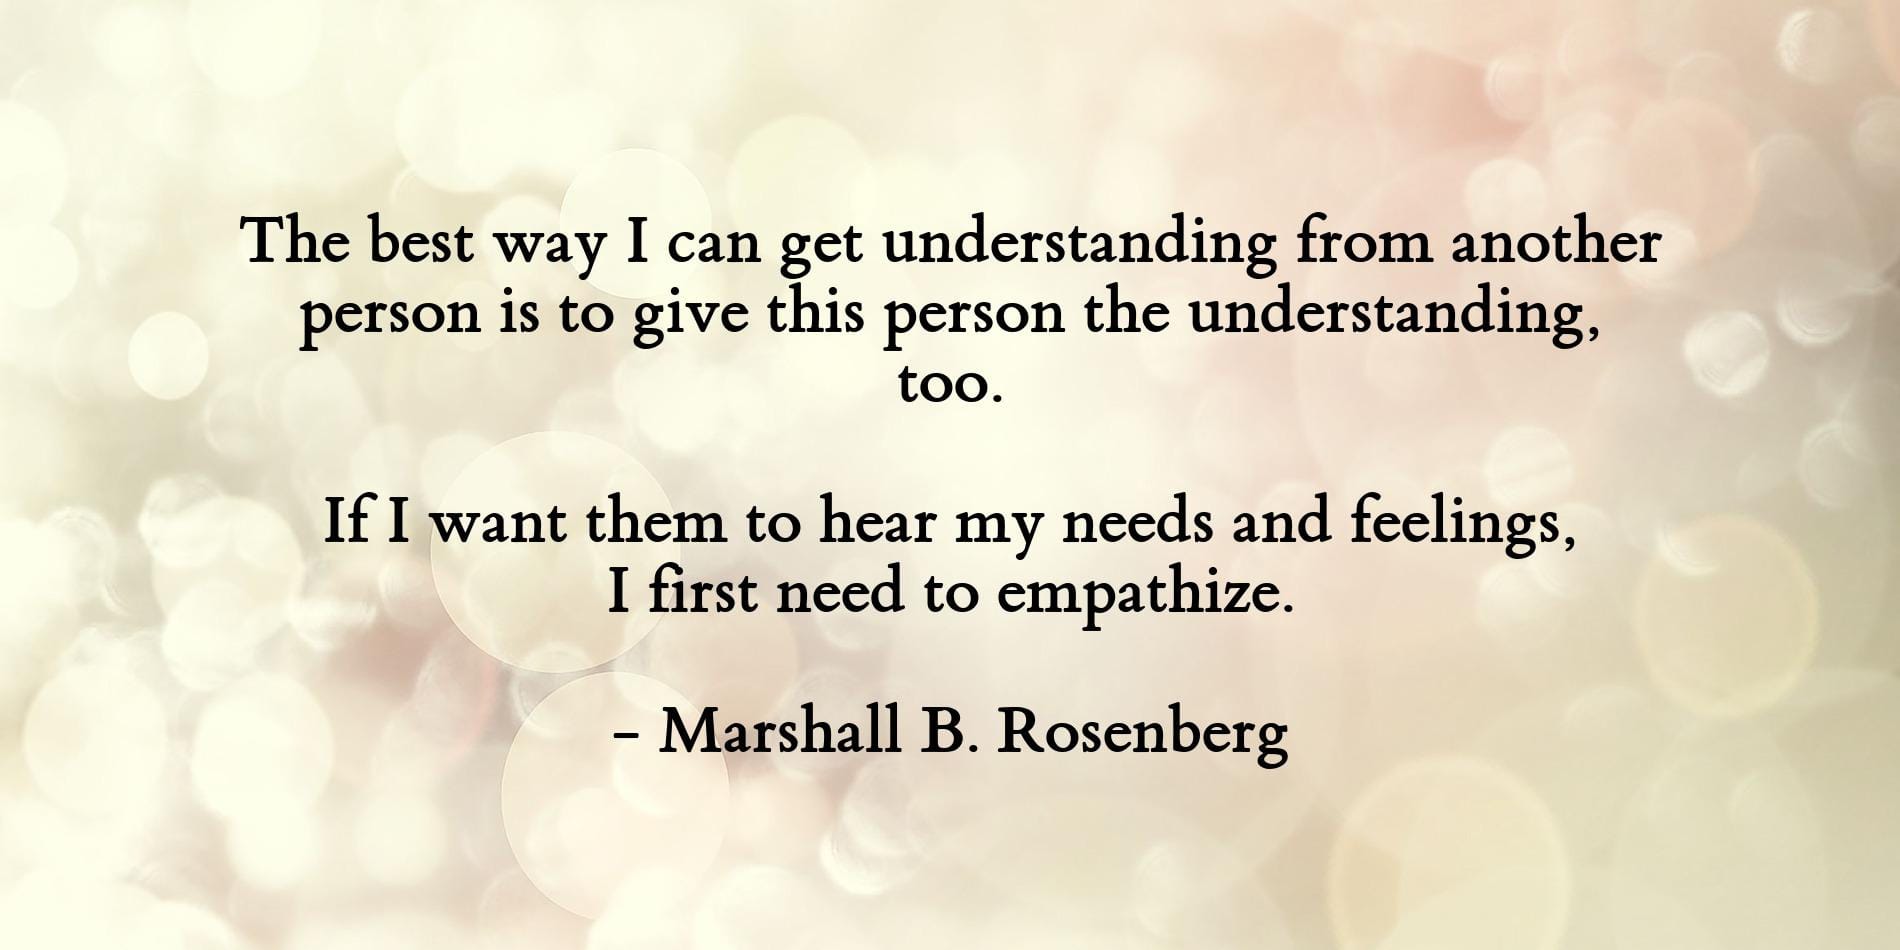 The best way I can get understanding from another
person is to give this person the understanding,
too.
If I want them to hear my needs and feelings,
I first need to empathize.
– Marshall B. Rosenberg